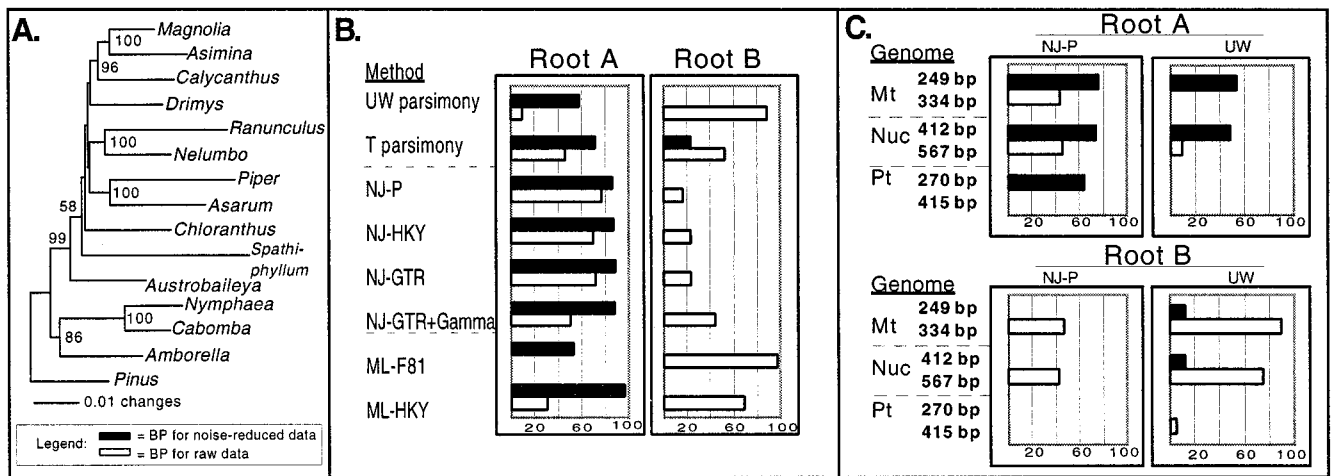 A.
Magnolia
100
Asimina
96
Calycanthus
Drimys
Ranunculus
100
Nelumbo
Piper
100
Asarum
58
Chloranthus
99
Spathi-
phyllum
Austrobaileya
Nymphaea
100
Cabomba
86
Amborella
Pinus
0.01 changes
Legend: = BP for noise-reduced data
= BP for raw data
B.
Root A Root B
Method
UW parsimony
T parsimony
NJ-P
NJ-HKY
NJ-GTR
NJ-GTR+Gamma
ML-F81
ML-HKY
20 60 100 20 60 100
C.
Root A
Genome NJ-P UW
Mt 249 bp
334 bp
Nuc 412 bp
567 bp
Pt 270 bp
415 bp
20 60 100 20 60 100
Root B
Genome NJ-P UW
Mt 249 bp
334 bp
Nuc 412 bp
567 bp
Pt 270 bp
415 bp
20 60 100 20 60 100